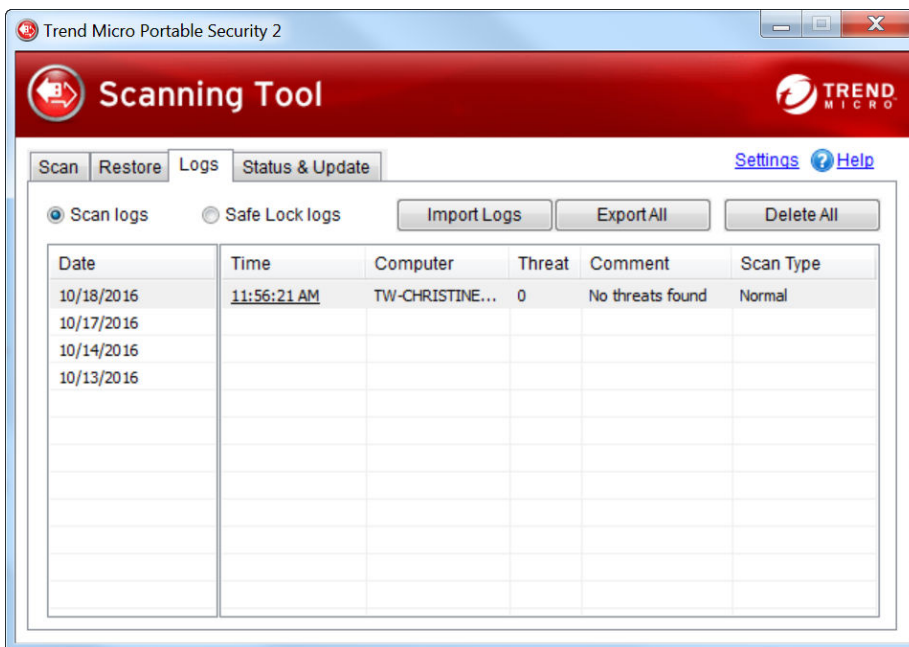 Trend Micro Portable Security 2
Scanning Tool
TREND
MICRO
Scan Restore Logs Status & Update Settings Help
Scan logs Safe Lock logs Import Logs Export All Delete All
Date Time Computer Threat Comment Scan Type
10/18/2016 11:56:21 AM TW-CHRISTINE... 0 No threats found Normal
10/17/2016
10/14/2016
10/13/2016